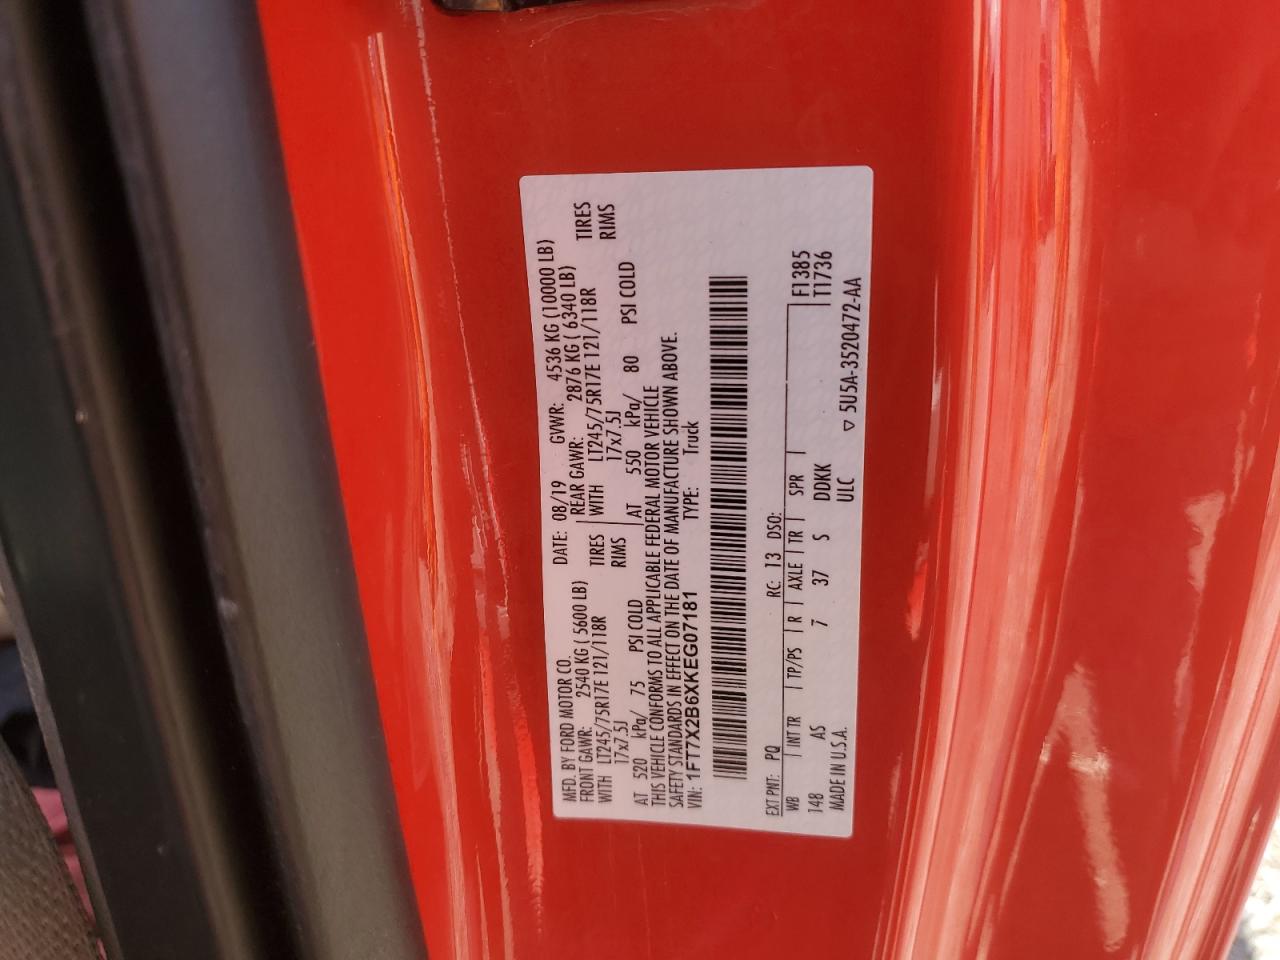 MFD. BY FORD MOTOR CO.
DATE: 08/19 GVWR: 4536 KG (10000 LB)
FRONT GAWR: 2540 KG ( 5600 LB) REAR GAWR: 2876 KG ( 6340 LB)
WITH LT245/75R17E 121/118R TIRES WITH LT245/75R17E 121/118R TIRES
17x7.5J RIMS 17x7.5J RIMS
AT 520 kPa/ 75 PSI COLD AT 550 kPa/ 80 PSI COLD
THIS VEHICLE CONFORMS TO ALL APPLICABLE FEDERAL MOTOR VEHICLE
SAFETY STANDARDS IN EFFECT ON THE DATE OF MANUFACTURE SHOWN ABOVE.
VIN: 1FT7X2B6XKEG07181 TYPE: Truck
EXT PNT: PQ RC: 13 DSO:
WB INT TR TP/PS R AXLE TR SPR F1385
148 AS 7 37 S DDKK T1736
MADE IN U.S.A. ULC ▽ 5U5A-3520472-AA